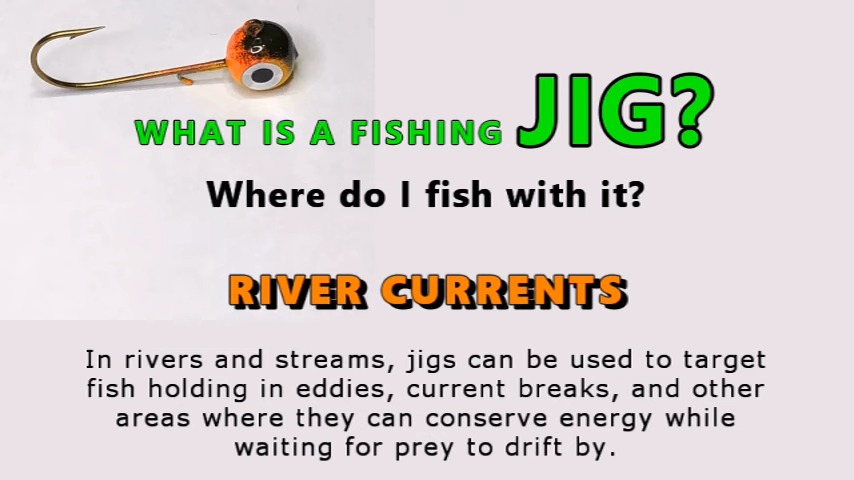 WHAT IS A FISHING JIG?
Where do I fish with it?
RIVER CURRENTS
In rivers and streams, jigs can be used to target
fish holding in eddies, current breaks, and other
areas where they can conserve energy while
waiting for prey to drift by.